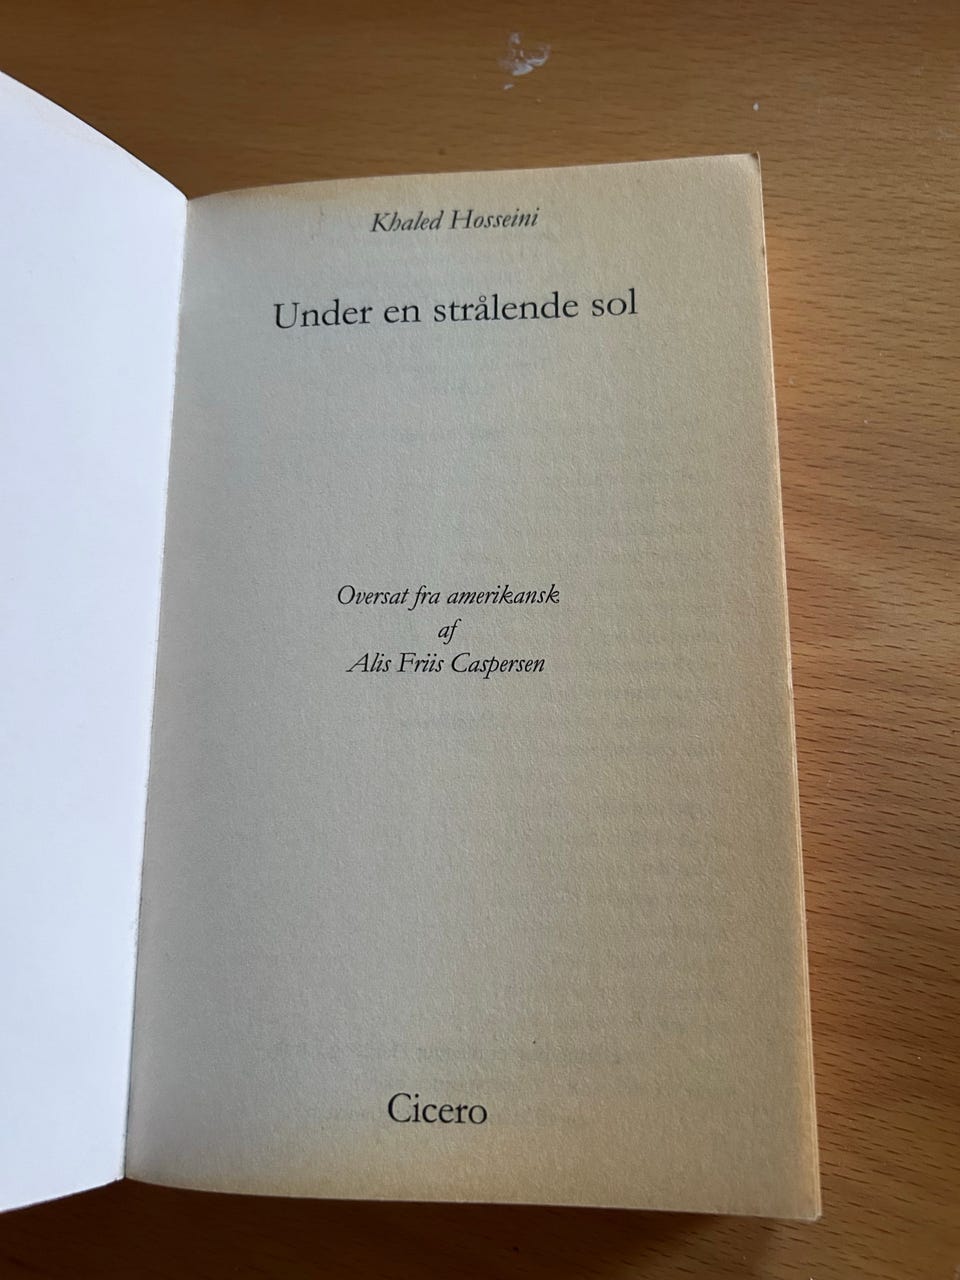 Khaled Hosseini
Under en strålende sol
Oversat fra amerikansk
af
Alis Friis Caspersen
Cicero